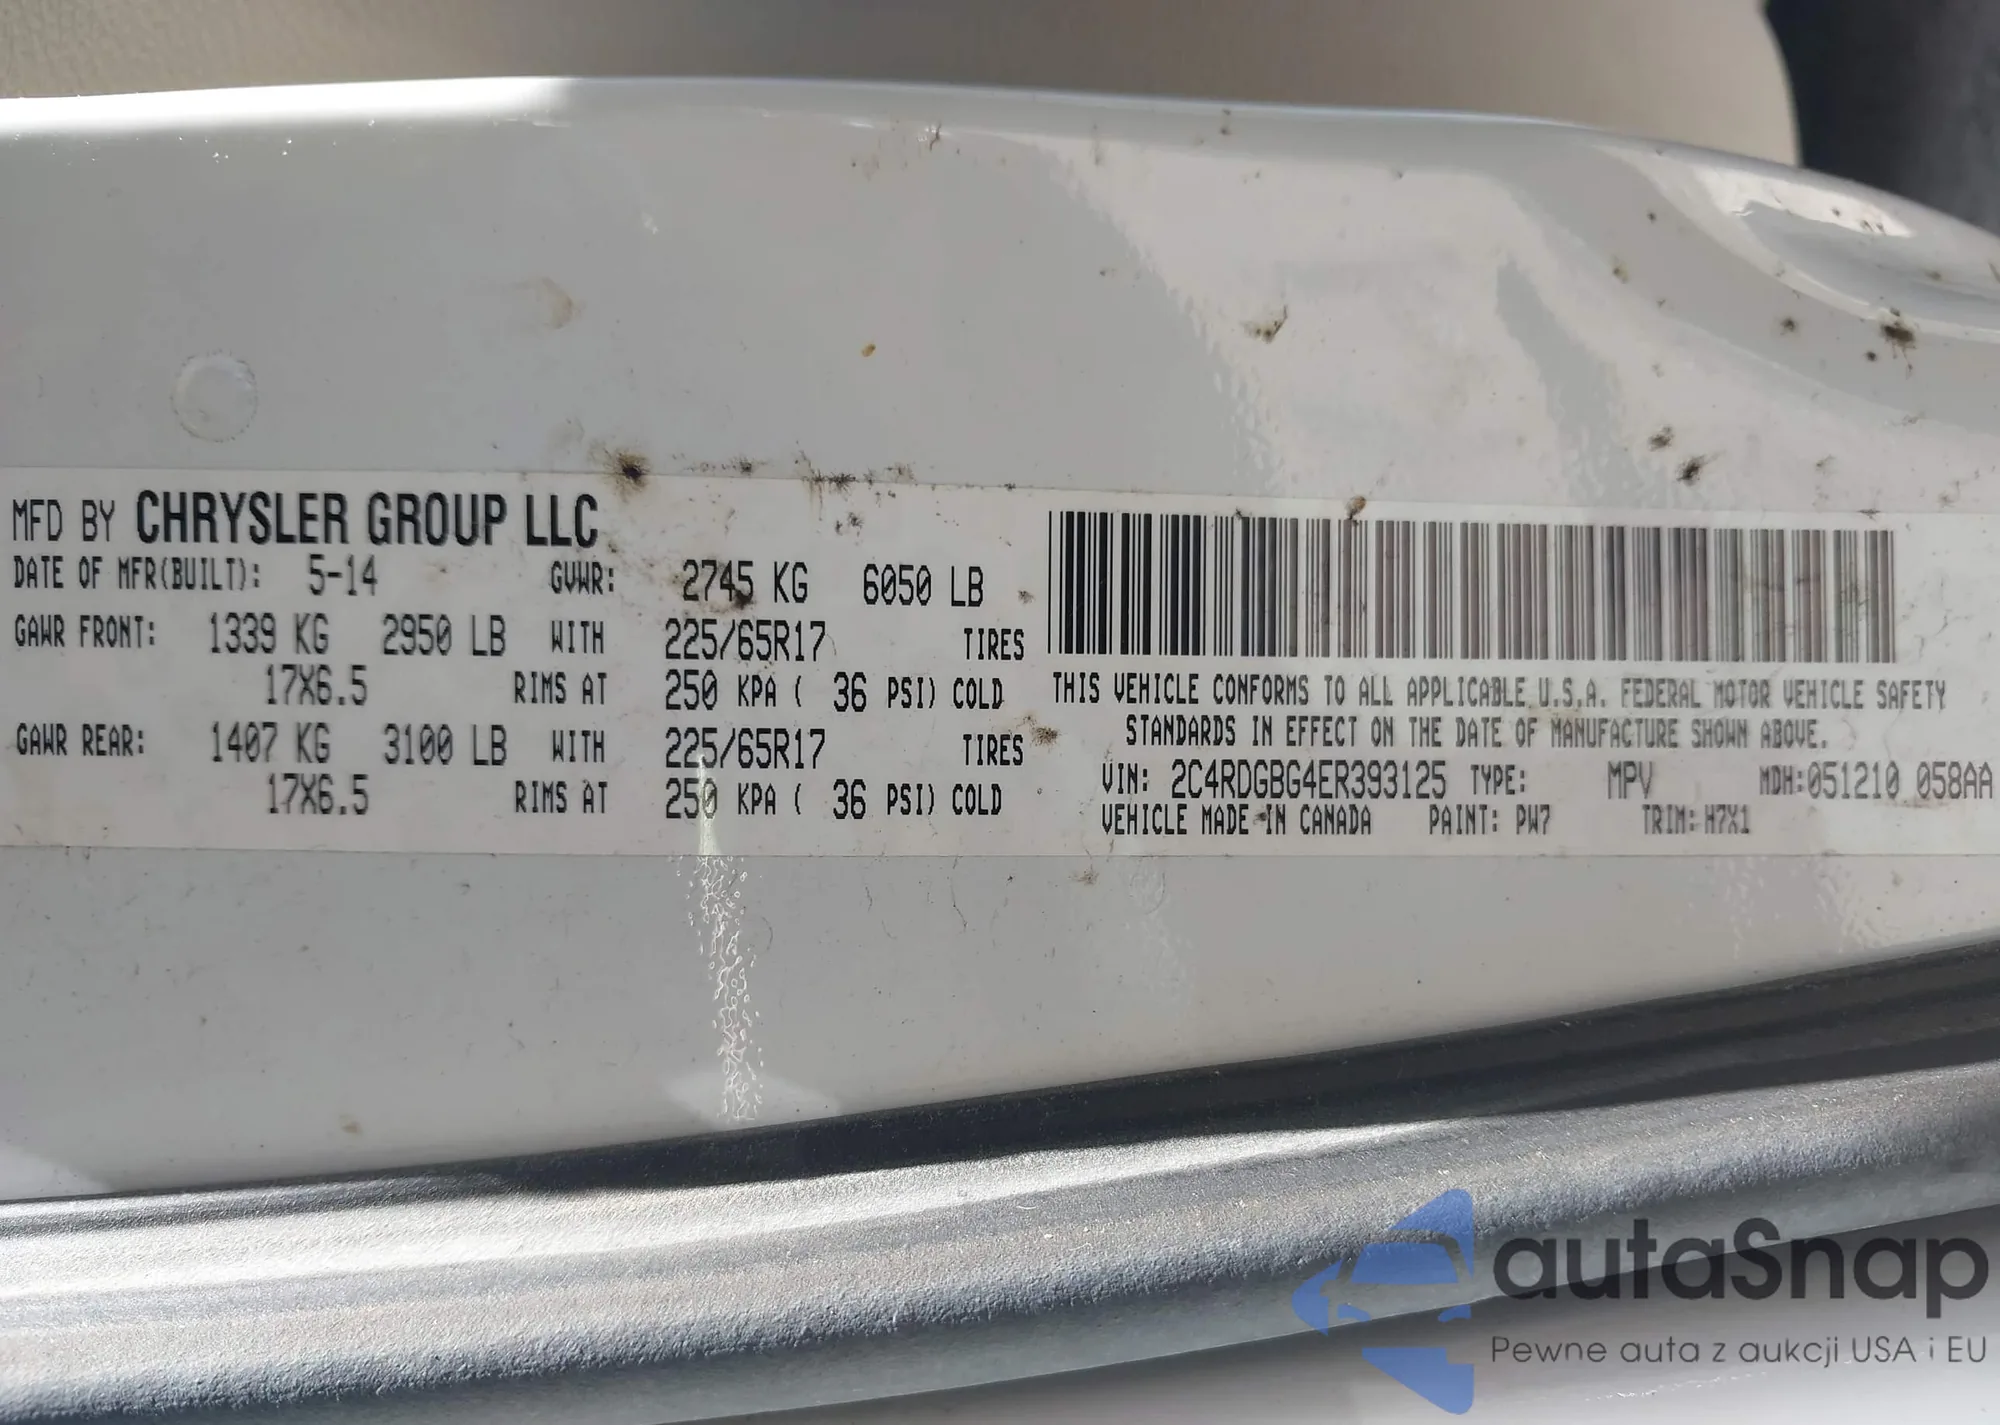 MFD BY CHRYSLER GROUP LLC
DATE OF MFR(BUILT): 5-14 GVWR: 2745 KG 6050 LB
GAWR FRONT: 1339 KG 2950 LB WITH 225/65R17 TIRES
17X6.5 RIMS AT 250 KPA ( 36 PSI) COLD
GAWR REAR: 1407 KG 3100 LB WITH 225/65R17 TIRES
17X6.5 RIMS AT 250 KPA ( 36 PSI) COLD
THIS VEHICLE CONFORMS TO ALL APPLICABLE U.S.A. FEDERAL MOTOR VEHICLE SAFETY
STANDARDS IN EFFECT ON THE DATE OF MANUFACTURE SHOWN ABOVE.
VIN: 2C4RDGBG4ER393125 TYPE: MPV MDH:051210 058AA
VEHICLE MADE IN CANADA PAINT: PW7 TRIM: H7X1
autaSnap
Pewne auta z aukcji USA i EU